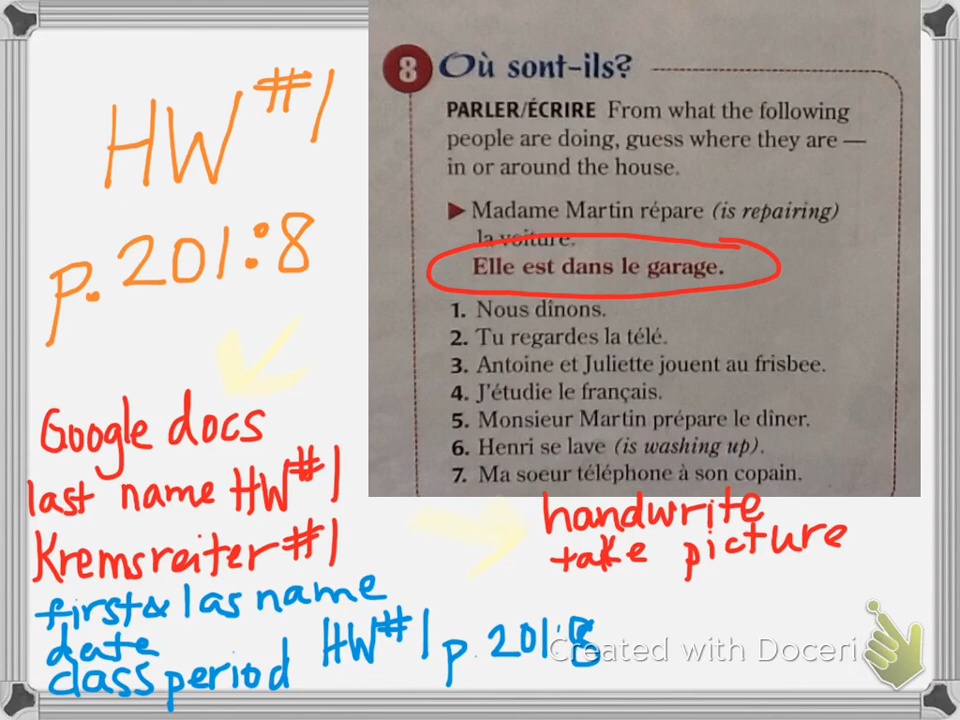 HW #1
p. 201:8
Google docs
last name HW #1
Kremsreiter #1
first & las name
date
class period
HW #1 p 201:8
8 Où sont-ils?
PARLER/ÉCRIRE From what the following
people are doing, guess where they are —
in or around the house.
▶ Madame Martin répare (is repairing)
la voiture.
Elle est dans le garage.
1. Nous dînons.
2. Tu regardes la télé.
3. Antoine et Juliette jouent au frisbee.
4. J'étudie le français.
5. Monsieur Martin prépare le dîner.
6. Henri se lave (is washing up).
7. Ma soeur téléphone à son copain.
handwrite
take picture
Created with Doceri